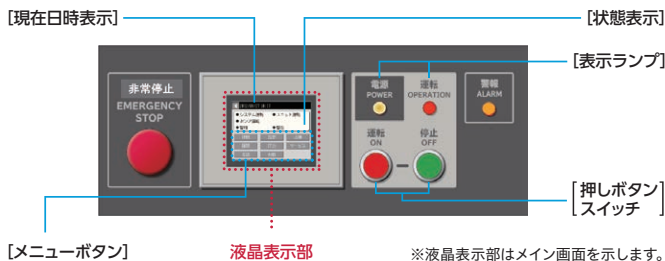 [現在日時表示]
[状態表示]
[表示ランプ]
非常停止
EMERGENCY
STOP
電源
POWER
運転
OPERATION
警報
ALARM
運転
ON
停止
OFF
[押しボタン
スイッチ]
[メニューボタン]
液晶表示部
※液晶表示部はメイン画面を示します。